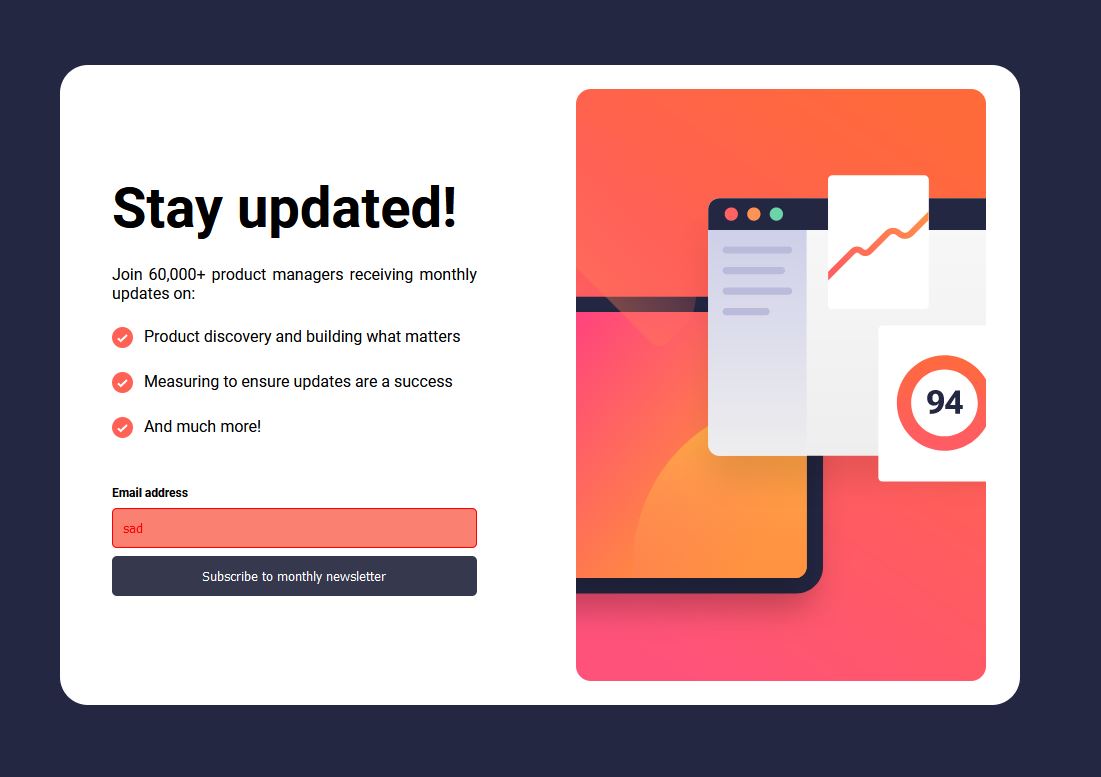 Stay updated!
Join 60,000+ product managers receiving monthly
updates on:
Product discovery and building what matters
Measuring to ensure updates are a success
And much more!
Email address
sad
Subscribe to monthly newsletter
94